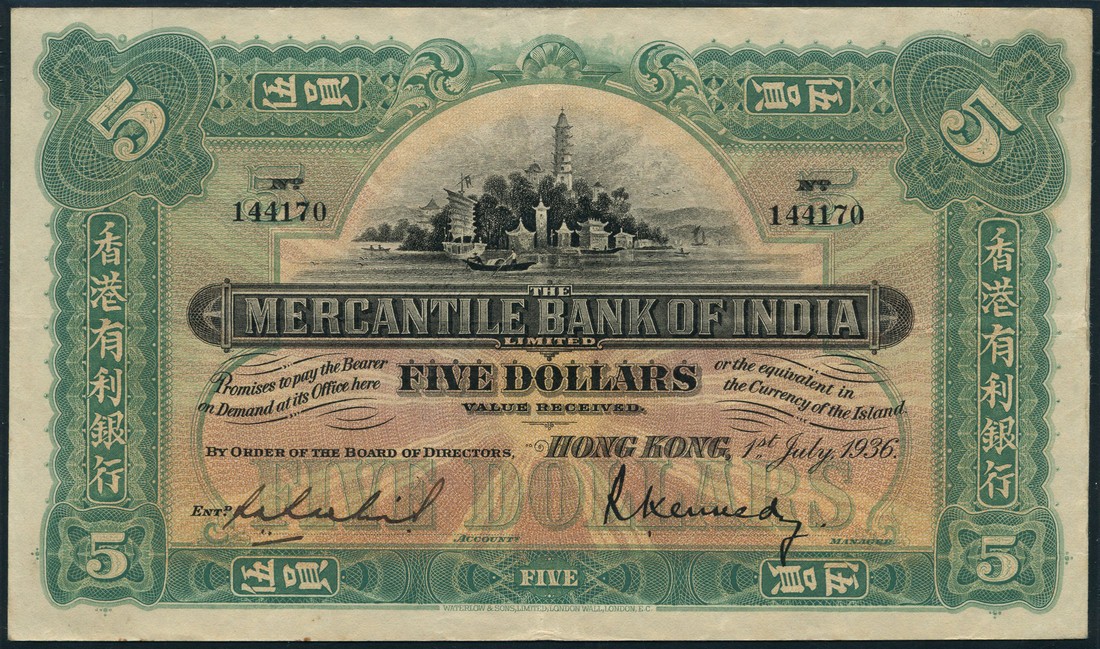 5
伍員
伍員
5
Nº
144170
Nº
144170
香港有利銀行
香港有利銀行
THE
MERCANTILE BANK OF INDIA
LIMITED
Promises to pay the Bearer
on Demand at its Office here
FIVE DOLLARS
or the equivalent in
the Currency of the Island.
VALUE RECEIVED.
BY ORDER OF THE BOARD OF DIRECTORS,
HONG KONG, 1st July, 1936.
FIVE DOLLARS
ENTD.
RKennedy.
ACCOUNTT
MANAGER
5
伍員
FIVE
伍員
5
WATERLOW & SONS, LIMITED, LONDON WALL, LONDON, E.C.